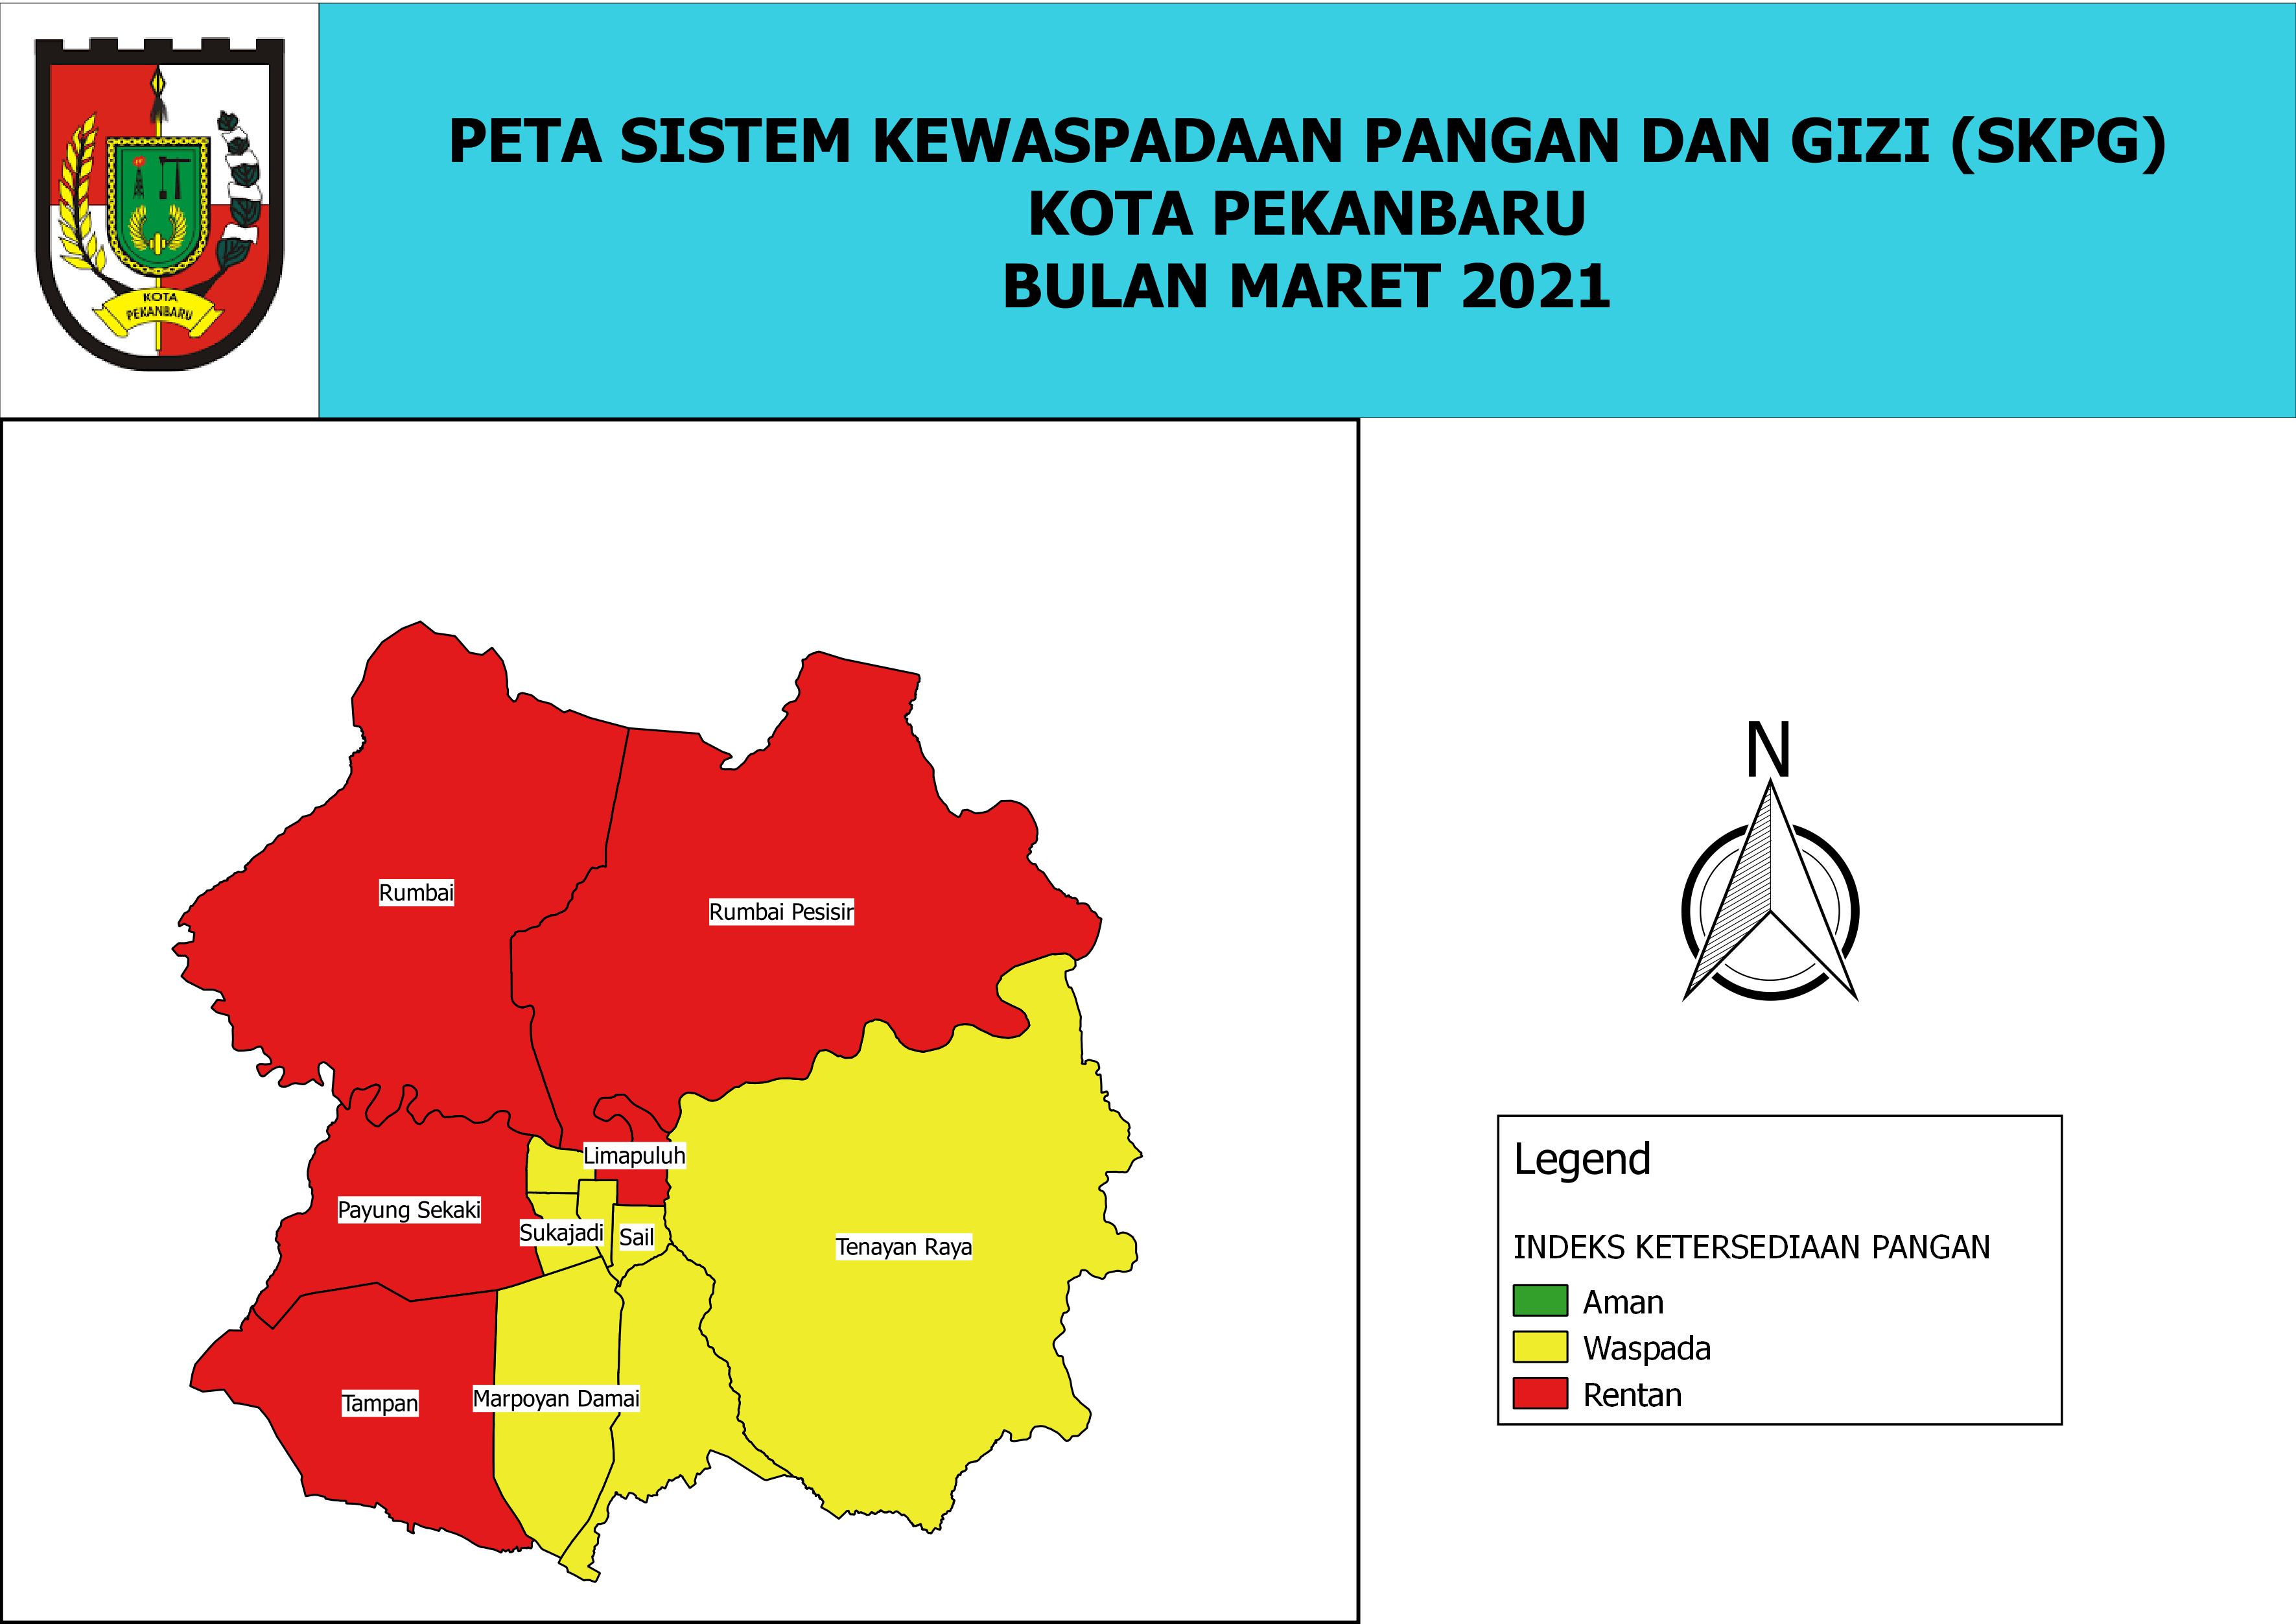 PETA SISTEM KEWASPADAAN PANGAN DAN GIZI (SKPG)
KOTA PEKANBARU
BULAN MARET 2021
KOTA
PEKANBARU
N
Rumbai
Rumbai Pesisir
Limapuluh
Payung Sekaki
Sukajadi
Sail
Tenayan Raya
Tampan
Marpoyan Damai
Legend
INDEKS KETERSEDIAAN PANGAN
Aman
Waspada
Rentan